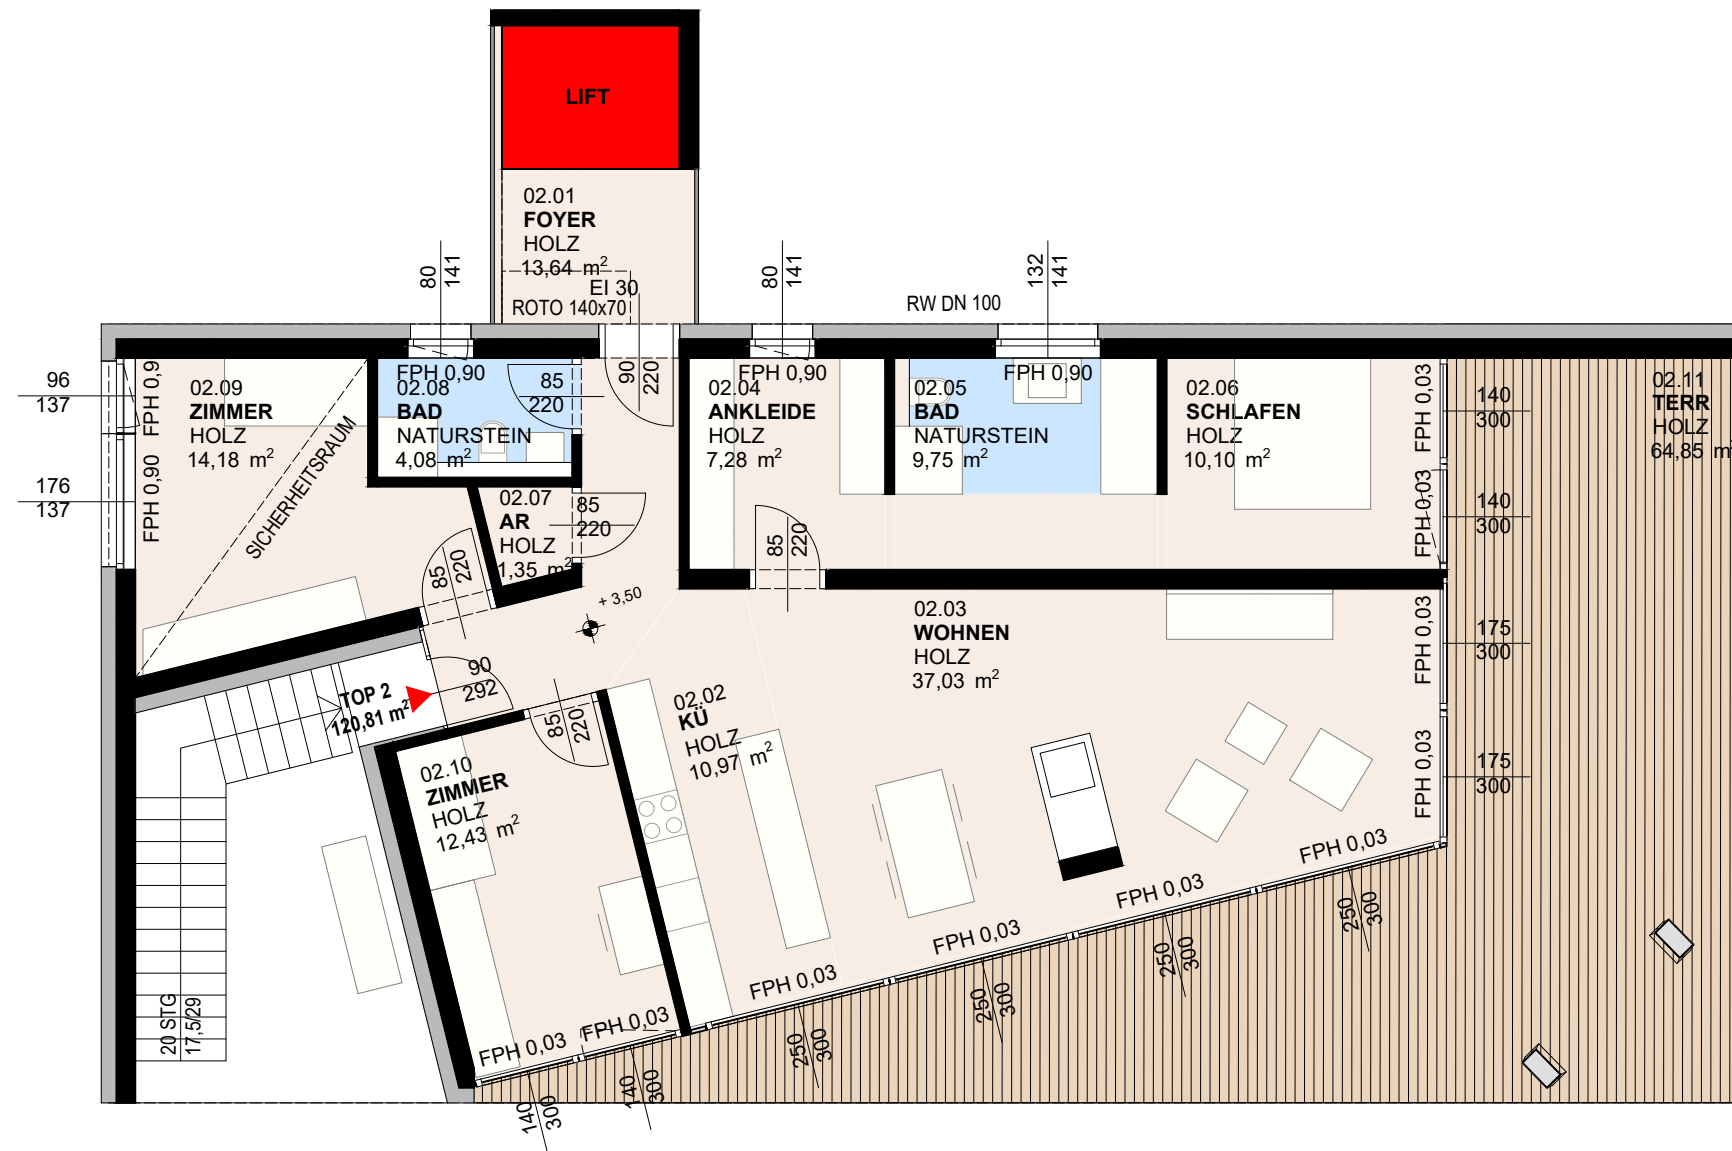 LIFT
02.01
FOYER
HOLZ
13,64 m²
EI 30
ROTO 140x70
80
141
80
141
132
141
RW DN 100
90
220
96
137
176
137
FPH 0,9
FPH 0,90
02.09
ZIMMER
HOLZ
14,18 m²
SICHERHEITSRAUM
FPH 0,90
02.08
BAD
NATURSTEIN
4,08 m²
85
220
02.07
AR
HOLZ
1,35 m²
85
220
85
220
+ 3,50
FPH 0,90
02.04
ANKLEIDE
HOLZ
7,28 m²
85
220
FPH 0,90
02.05
BAD
NATURSTEIN
9,75 m²
02.06
SCHLAFEN
HOLZ
10,10 m²
FPH 0,03
140
300
FPH 0,03
140
300
02.11
TERR
HOLZ
64,85 m²
02.03
WOHNEN
HOLZ
37,03 m²
FPH 0,03
175
300
FPH 0,03
175
300
TOP 2
120,81 m²
90
292
85
220
02.02
KÜ
HOLZ
10,97 m²
02.10
ZIMMER
HOLZ
12,43 m²
20 STG
17,5/29
FPH 0,03
140
300
FPH 0,03
140
300
FPH 0,03
250
300
FPH 0,03
250
300
FPH 0,03
250
300
FPH 0,03
250
300